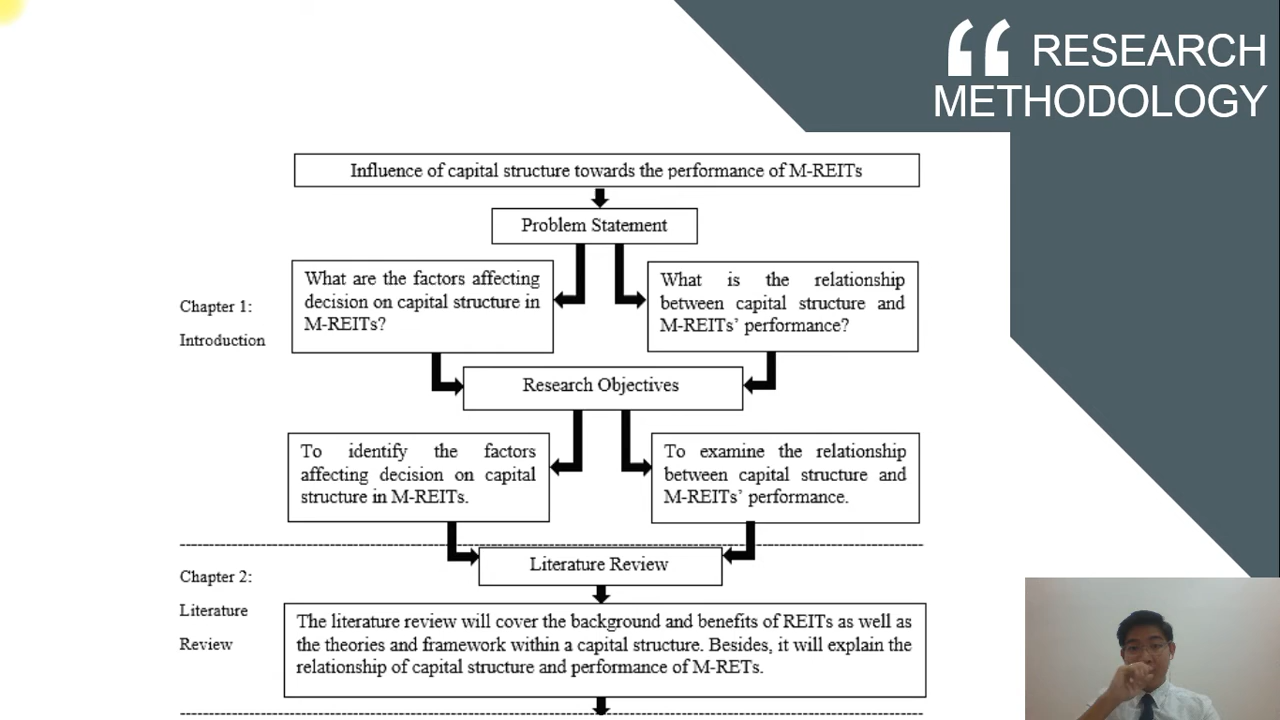 “ RESEARCH
METHODOLOGY
Influence of capital structure towards the performance of M-REITs
Problem Statement
What are the factors affecting
decision on capital structure in
M-REITs?
What is the relationship
between capital structure and
M-REITs’ performance?
Chapter 1:
Introduction
Research Objectives
To identify the factors
affecting decision on capital
structure in M-REITs.
To examine the relationship
between capital structure and
M-REITs’ performance.
Chapter 2:
Literature
Review
Literature Review
The literature review will cover the background and benefits of REITs as well as
the theories and framework within a capital structure. Besides, it will explain the
relationship of capital structure and performance of M-RETs.